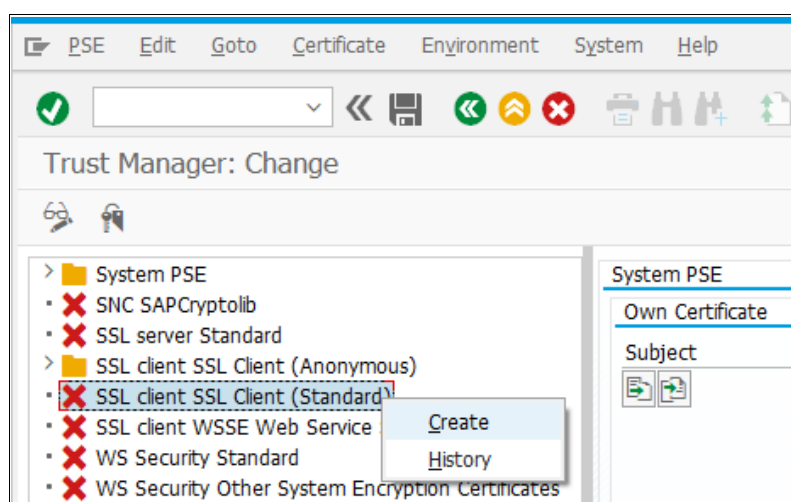 PSE Edit Goto Certificate Environment System Help
Trust Manager: Change
System PSE
SNC SAPCryptolib
SSL server Standard
SSL client SSL Client (Anonymous)
SSL client SSL Client (Standard)
SSL client WSSE Web Service
WS Security Standard
WS Security Other System Encryption Certificates
Create
History
System PSE
Own Certificate
Subject